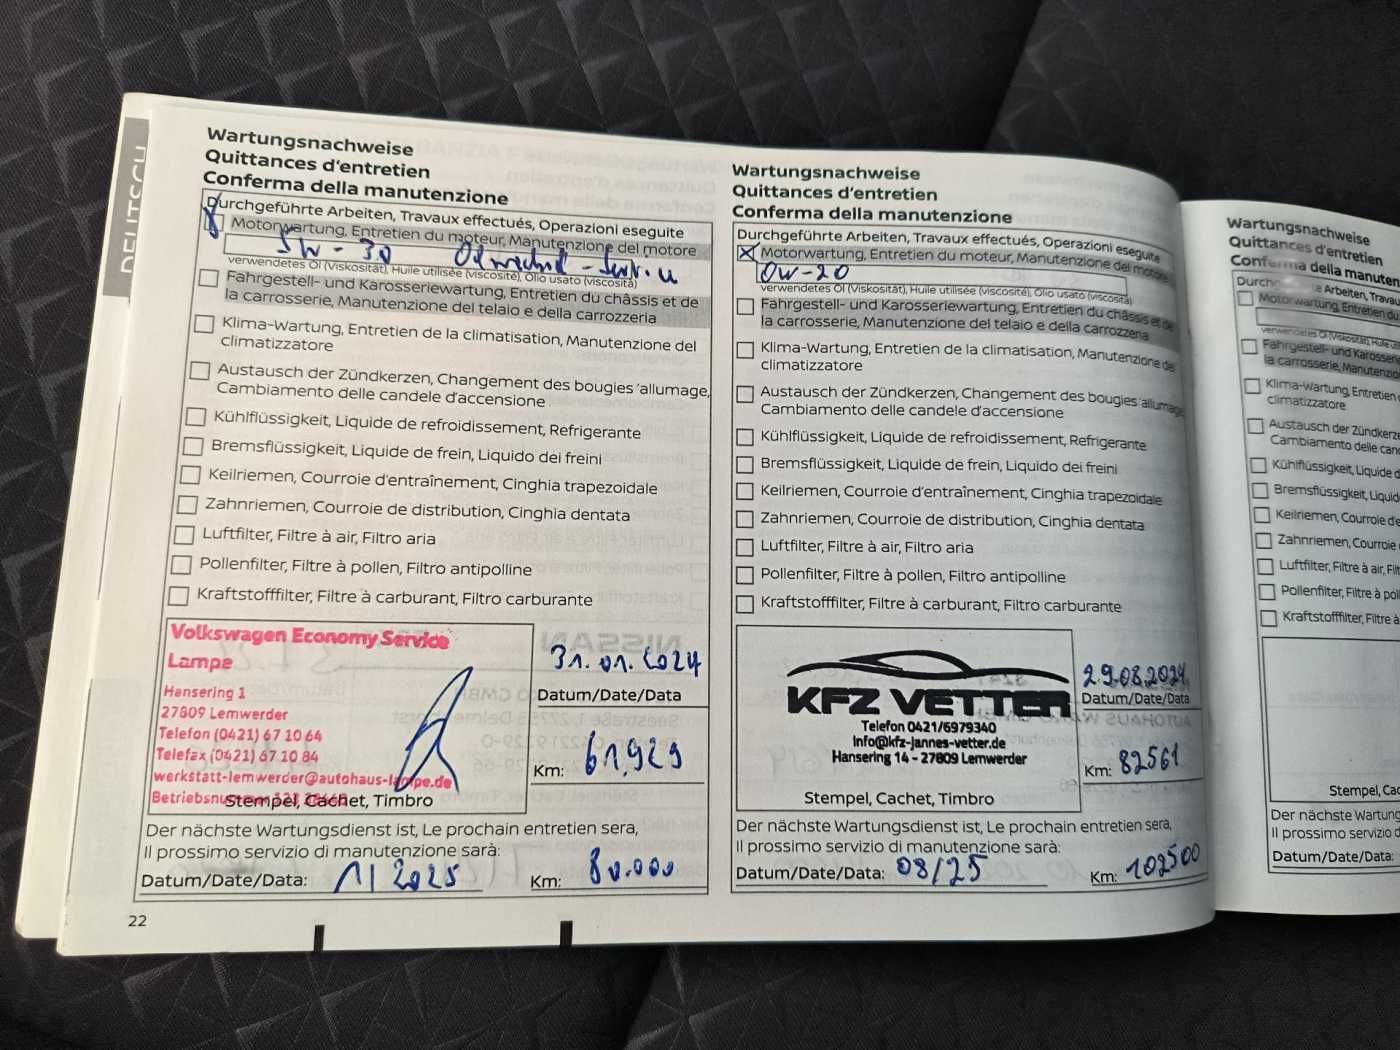 DEUTSCH
Wartungsnachweise
Quittances d'entretien
Conferma della manutenzione
Durchgeführte Arbeiten, Travaux effectués, Operazioni eseguite
Motorwartung, Entretien du moteur, Manutenzione del motore
5W-30 Ölwechsel-Service
verwendetes Öl (Viskosität), Huile utilisée (viscosité), Olio usato (viscosità)
Fahrgestell- und Karosseriewartung, Entretien du châssis et de
la carrosserie, Manutenzione del telaio e della carrozzeria
Klima-Wartung, Entretien de la climatisation, Manutenzione del
climatizzatore
Austausch der Zündkerzen, Changement des bougies 'allumage,
Cambiamento delle candele d'accensione
Kühlflüssigkeit, Liquide de refroidissement, Refrigerante
Bremsflüssigkeit, Liquide de frein, Liquido dei freini
Keilriemen, Courroie d'entraînement, Cinghia trapezoidale
Zahnriemen, Courroie de distribution, Cinghia dentata
Luftfilter, Filtre à air, Filtro aria
Pollenfilter, Filtre à pollen, Filtro antipolline
Kraftstofffilter, Filtre à carburant, Filtro carburante
Volkswagen Economy Service
Lampe
Hansering 1
27809 Lemwerder
Telefon (0421) 67 10 64
Telefax (0421) 67 10 84
werkstatt-lemwerder@autohaus-lampe.de
Stempel, Cachet, Timbro
31.01.2024
Datum/Date/Data
Km: 61.929
Der nächste Wartungsdienst ist, Le prochain entretien sera,
Il prossimo servizio di manutenzione sarà:
Datum/Date/Data: 1/2025 Km: 80.000
22
Wartungsnachweise
Quittances d'entretien
Conferma della manutenzione
Durchgeführte Arbeiten, Travaux effectués, Operazioni eseguite
Motorwartung, Entretien du moteur, Manutenzione del motore
0W-20
verwendetes Öl (Viskosität), Huile utilisée (viscosité), Olio usato (viscosità)
Fahrgestell- und Karosseriewartung, Entretien du châssis et de
la carrosserie, Manutenzione del telaio e della carrozzeria
Klima-Wartung, Entretien de la climatisation, Manutenzione del
climatizzatore
Austausch der Zündkerzen, Changement des bougies 'allumage,
Cambiamento delle candele d'accensione
Kühlflüssigkeit, Liquide de refroidissement, Refrigerante
Bremsflüssigkeit, Liquide de frein, Liquido dei freini
Keilriemen, Courroie d'entraînement, Cinghia trapezoidale
Zahnriemen, Courroie de distribution, Cinghia dentata
Luftfilter, Filtre à air, Filtro aria
Pollenfilter, Filtre à pollen, Filtro antipolline
Kraftstofffilter, Filtre à carburant, Filtro carburante
KFZ VETTER
Telefon 0421/6979340
Info@kfz-jannes-vetter.de
Hansering 14 - 27809 Lemwerder
Stempel, Cachet, Timbro
29.08.2024
Datum/Date/Data
Km: 82561
Der nächste Wartungsdienst ist, Le prochain entretien sera,
Il prossimo servizio di manutenzione sarà:
Datum/Date/Data: 08/25 Km: 102500
Wartungsnachweise
Quittances d'entretien
Conferma della manuten
Arbeiten, Travau
Motorwartung, Entretien du
Fahrgestell- und Karosserie
la carrosserie, Manutenzio
Klima-Wartung, Entretien
climatizzatore
Austausch der Zündkerze
Cambiamento delle cand
Kühlflüssigkeit, Liquide d
Bremsflüssigkeit, Liquid
Keilriemen, Courroie d'e
Zahnriemen, Courroie
Luftfilter, Filtre à air, Filt
Pollenfilter, Filtre à pol
Kraftstofffilter, Filtre à
Stempel, Cac
Der nächste Wartungsd
Il prossimo servizio di
Datum/Date/Data: